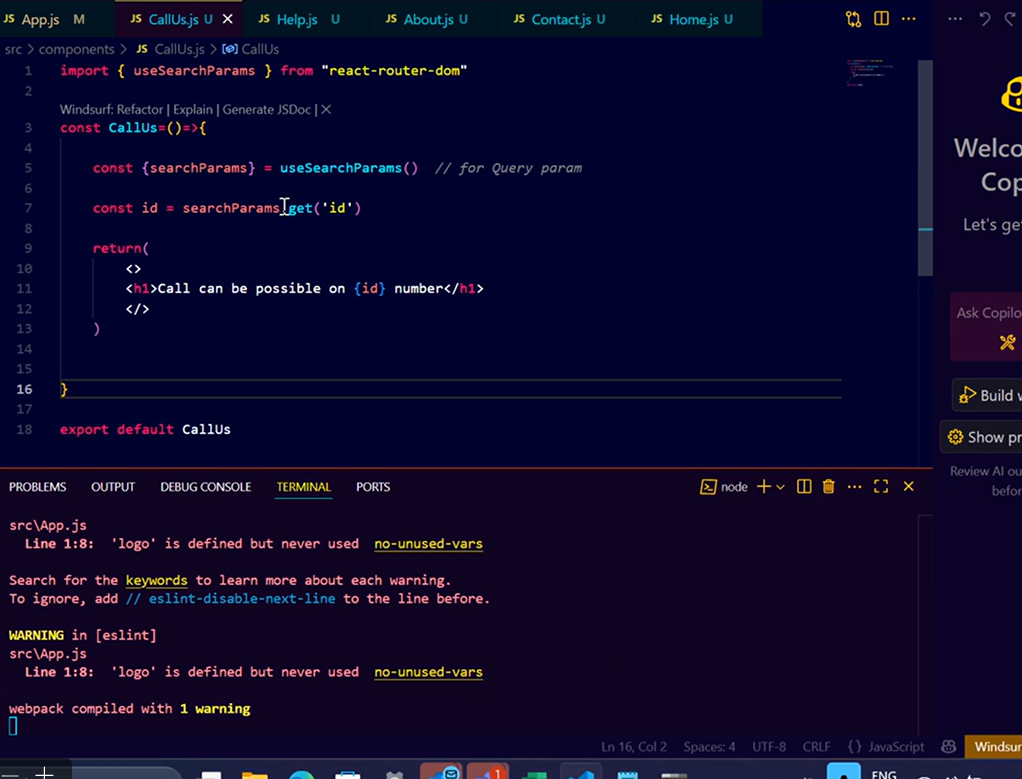 JS App.js M JS CallUs.js U JS Help.js U JS About.js U JS Contact.js U JS Home.js U
src > components > JS CallUs.js > CallUs
1 import { useSearchParams } from "react-router-dom"
2
Windsurf: Refactor | Explain | Generate JSDoc | X
3 const CallUs=()=>{
4
5 const {searchParams} = useSearchParams() // for Query param
6
7 const id = searchParams.get('id')
8
9 return(
10 <>
11 <h1>Call can be possible on {id} number</h1>
12 </>
13 )
14
15
16 }
17
18 export default CallUs
Welco
Cop
Let's ge
Ask Copilo
Build w
Show pr
Review AI ou
befor
PROBLEMS OUTPUT DEBUG CONSOLE TERMINAL PORTS node
src\App.js
Line 1:8: 'logo' is defined but never used no-unused-vars
Search for the keywords to learn more about each warning.
To ignore, add // eslint-disable-next-line to the line before.
WARNING in [eslint]
src\App.js
Line 1:8: 'logo' is defined but never used no-unused-vars
webpack compiled with 1 warning
Ln 16, Col 2 Spaces: 4 UTF-8 CRLF {} JavaScript Windsur
1 ENG